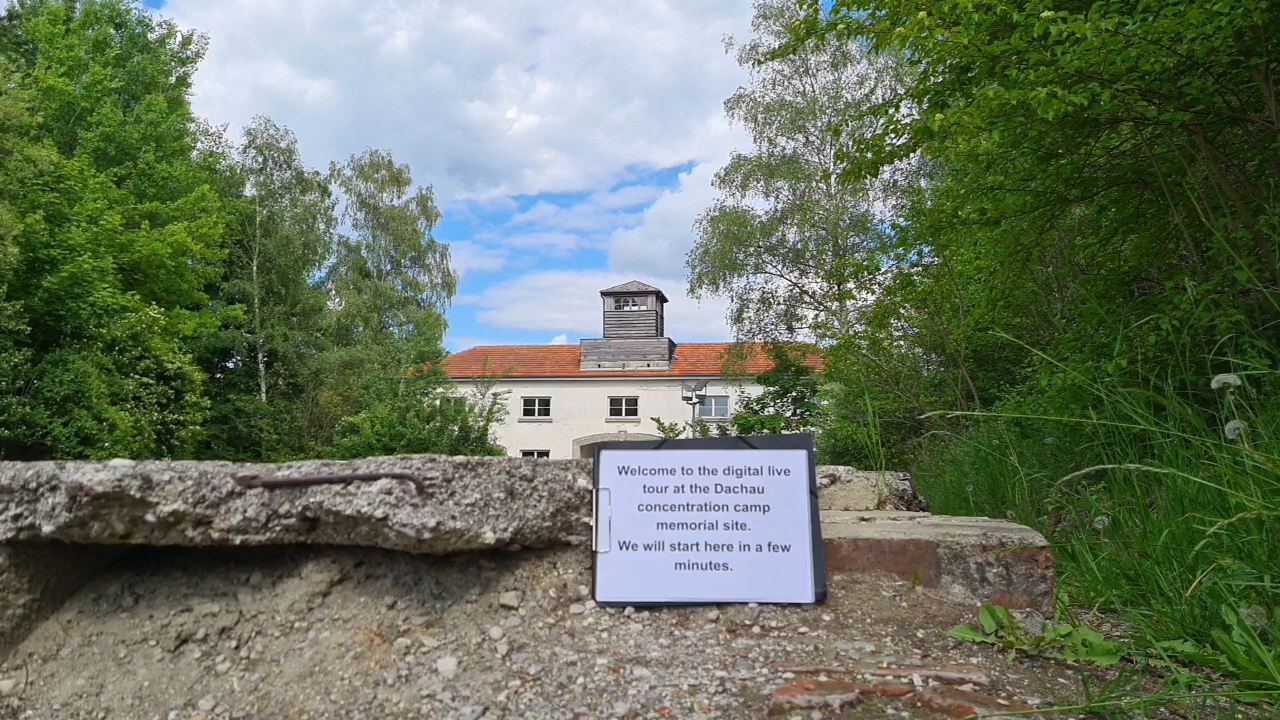 Welcome to the digital live
tour at the Dachau
concentration camp
memorial site.
We will start here in a few
minutes.